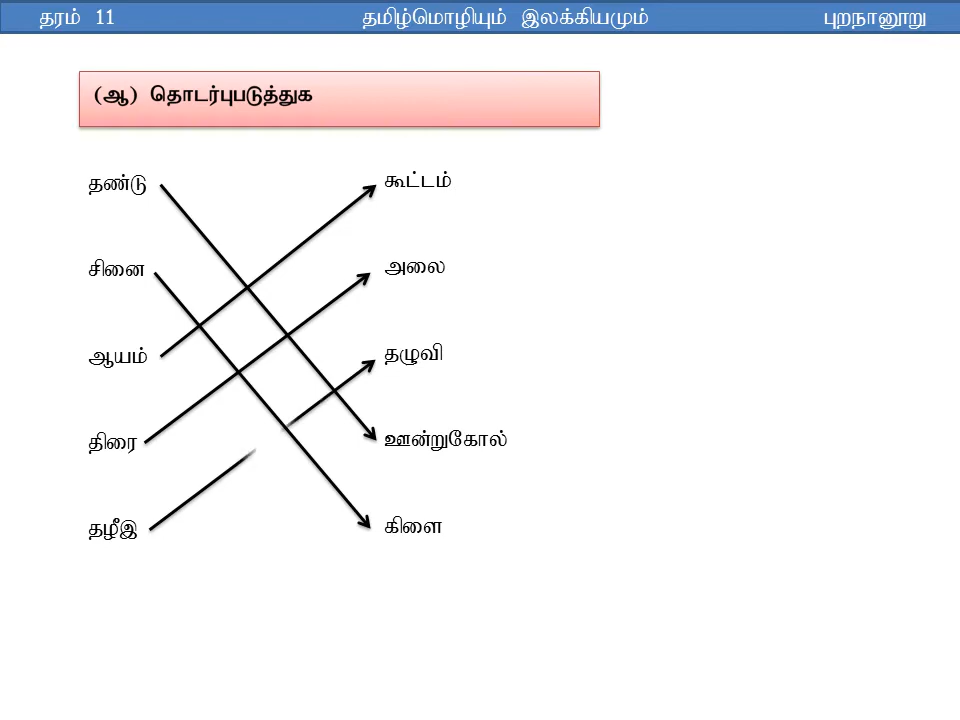 தரம் 11 தமிழ்மொழியும் இலக்கியமும் புறநானூறு
(ஆ) தொடர்புபடுத்துக
தண்டு கூட்டம்
சினை அலை
ஆயம் தழுவி
திரை ஊன்றுகோல்
தழீஇ கிளை